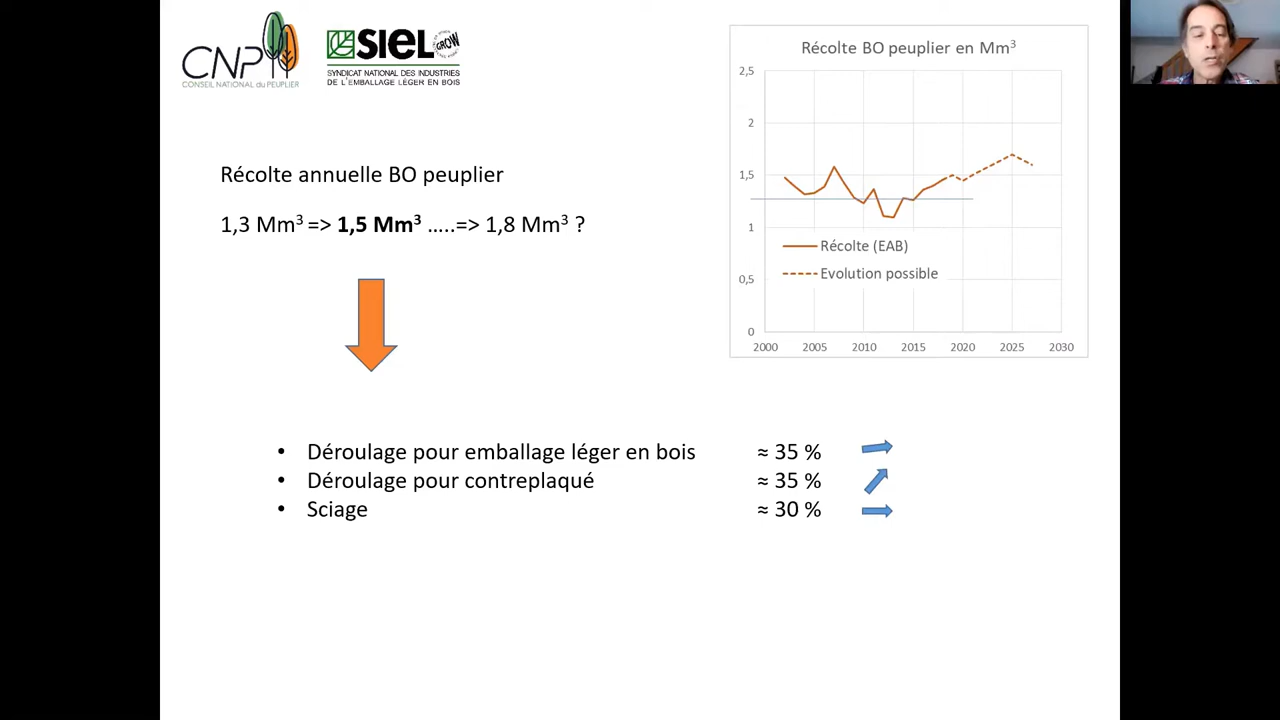 CNP
CONSEIL NATIONAL du PEUPLIER
SIEL
GROW
SYNDICAT NATIONAL DES INDUSTRIES
DE L'EMBALLAGE LÉGER EN BOIS
Récolte BO peuplier en Mm³
2,5
2
1,5
1
0,5
0
2000 2005 2010 2015 2020 2025 2030
Récolte (EAB)
Evolution possible
Récolte annuelle BO peuplier
1,3 Mm³ => 1,5 Mm³ …..=> 1,8 Mm³ ?
• Déroulage pour emballage léger en bois ≈ 35 %
• Déroulage pour contreplaqué ≈ 35 %
• Sciage ≈ 30 %